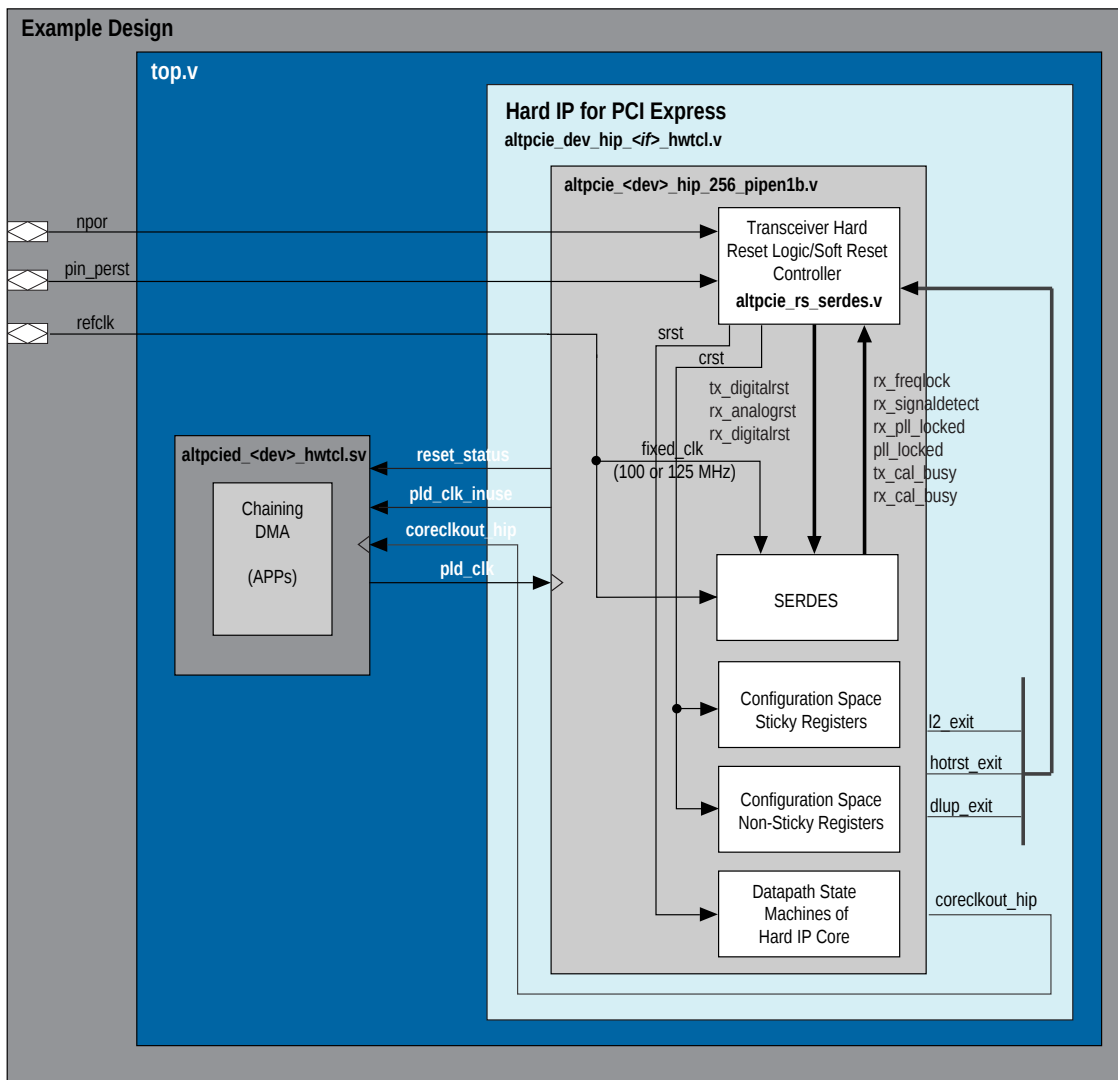 Example Design
top.v
Hard IP for PCI Express
altpcie_dev_hip_<if>_hwtcl.v
altpcie_<dev>_hip_256_pipen1b.v
npor
pin_perst
refclk
Transceiver Hard
Reset Logic/Soft Reset
Controller
altpcie_rs_serdes.v
srst
crst
tx_digitalrst
rx_analogrst
rx_digitalrst
rx_freqlock
rx_signaldetect
rx_pll_locked
pll_locked
tx_cal_busy
rx_cal_busy
fixed_clk
(100 or 125 MHz)
altpcied_<dev>_hwtcl.sv
Chaining
DMA
(APPs)
reset_status
pld_clk_inuse
coreclkout_hip
pld_clk
SERDES
Configuration Space
Sticky Registers
Configuration Space
Non-Sticky Registers
Datapath State
Machines of
Hard IP Core
l2_exit
hotrst_exit
dlup_exit
coreclkout_hip